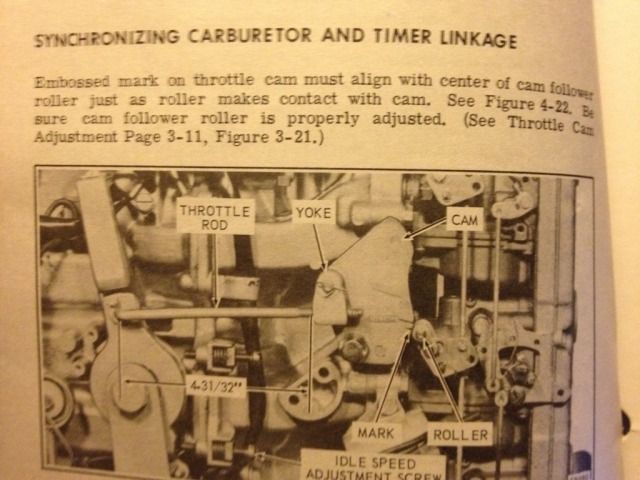 SYNCHRONIZING CARBURETOR AND TIMER LINKAGE
Embossed mark on throttle cam must align with center of cam follower
roller just as roller makes contact with cam. See Figure 4-22. Be
sure cam follower roller is properly adjusted. (See Throttle Cam
Adjustment Page 3-11, Figure 3-21.)
THROTTLE
ROD
YOKE
CAM
4-31/32"
MARK
ROLLER
IDLE SPEED
ADJUSTMENT SCREW